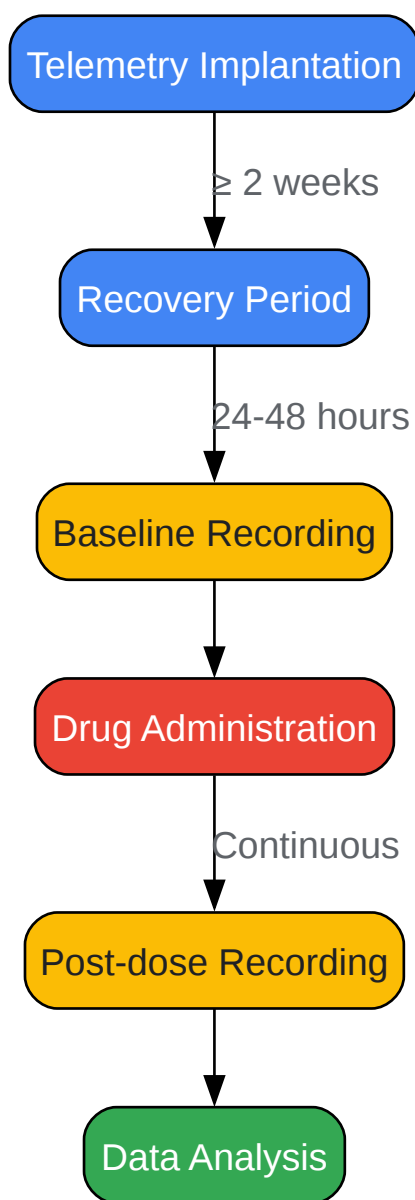 Telemetry Implantation
≥ 2 weeks
Recovery Period
24-48 hours
Baseline Recording
Drug Administration
Continuous
Post-dose Recording
Data Analysis